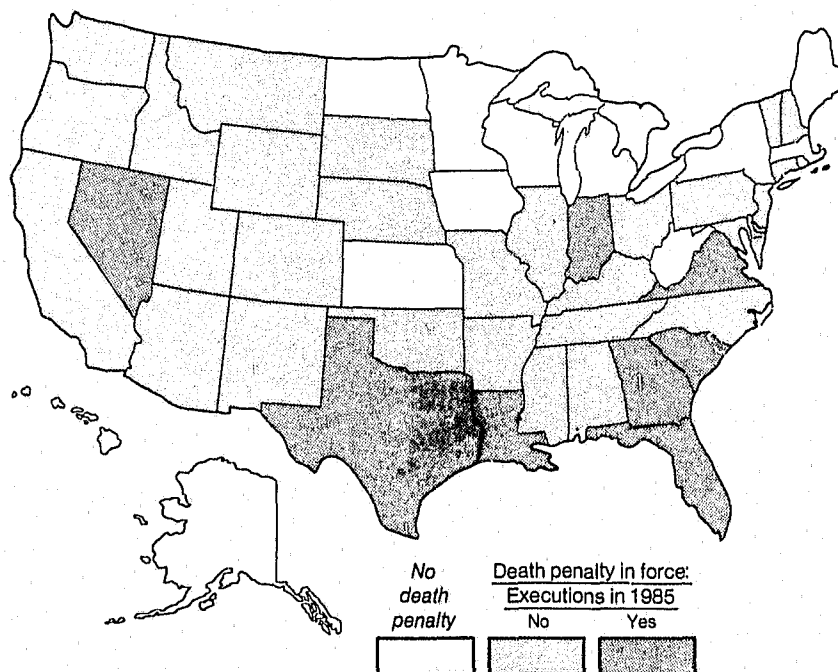 No
death
penalty
Death penalty in force:
Executions in 1985
No
Yes